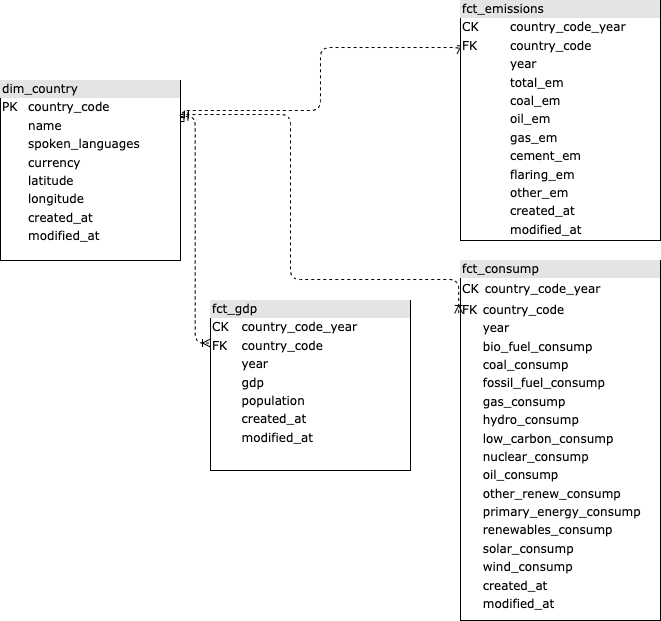 dim_country
PK country_code
name
spoken_languages
currency
latitude
longitude
created_at
modified_at
fct_emissions
CK country_code_year
FK country_code
year
total_em
coal_em
oil_em
gas_em
cement_em
flaring_em
other_em
created_at
modified_at
fct_gdp
CK country_code_year
FK country_code
year
gdp
population
created_at
modified_at
fct_consump
CK country_code_year
FK country_code
year
bio_fuel_consump
coal_consump
fossil_fuel_consump
gas_consump
hydro_consump
low_carbon_consump
nuclear_consump
oil_consump
other_renew_consump
primary_energy_consump
renewables_consump
solar_consump
wind_consump
created_at
modified_at